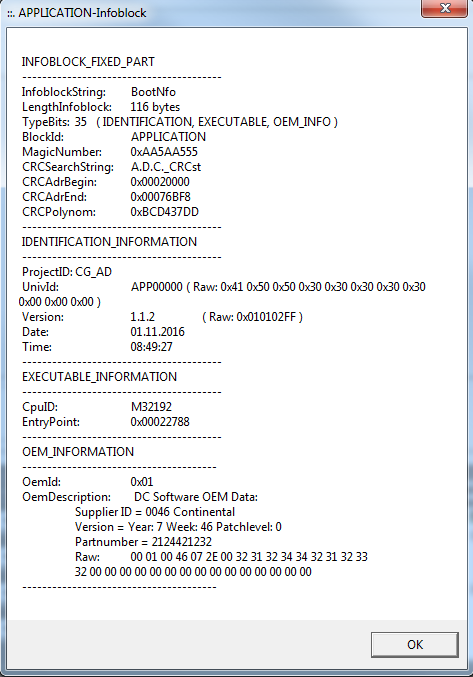 ::. APPLICATION-Infoblock
INFOBLOCK_FIXED_PART
----------------------------------------
InfoblockString: BootNfo
LengthInfoblock: 116 bytes
TypeBits: 35 ( IDENTIFICATION, EXECUTABLE, OEM_INFO )
BlockId: APPLICATION
MagicNumber: 0xAA5AA555
CRCSearchString: A.D.C._CRCst
CRCAdrBegin: 0x00020000
CRCAdrEnd: 0x00076BF8
CRCPolynom: 0xBCD437DD
----------------------------------------
IDENTIFICATION_INFORMATION
----------------------------------------
ProjectID: CG_AD
UnivId: APP00000 ( Raw: 0x41 0x50 0x50 0x30 0x30 0x30 0x30 0x30
0x00 0x00 0x00 )
Version: 1.1.2 ( Raw: 0x010102FF )
Date: 01.11.2016
Time: 08:49:27
----------------------------------------
EXECUTABLE_INFORMATION
----------------------------------------
CpuID: M32192
EntryPoint: 0x00022788
----------------------------------------
OEM_INFORMATION
---------------------------------------
OemId: 0x01
OemDescription: DC Software OEM Data:
Supplier ID = 0046 Continental
Version = Year: 7 Week: 46 Patchlevel: 0
Partnumber = 2124421232
Raw: 00 01 00 46 07 2E 00 32 31 32 34 34 32 31 32 33
32 00 00 00 00 00 00 00 00 00 00 00 00 00 00 00
---------------------------------------
OK